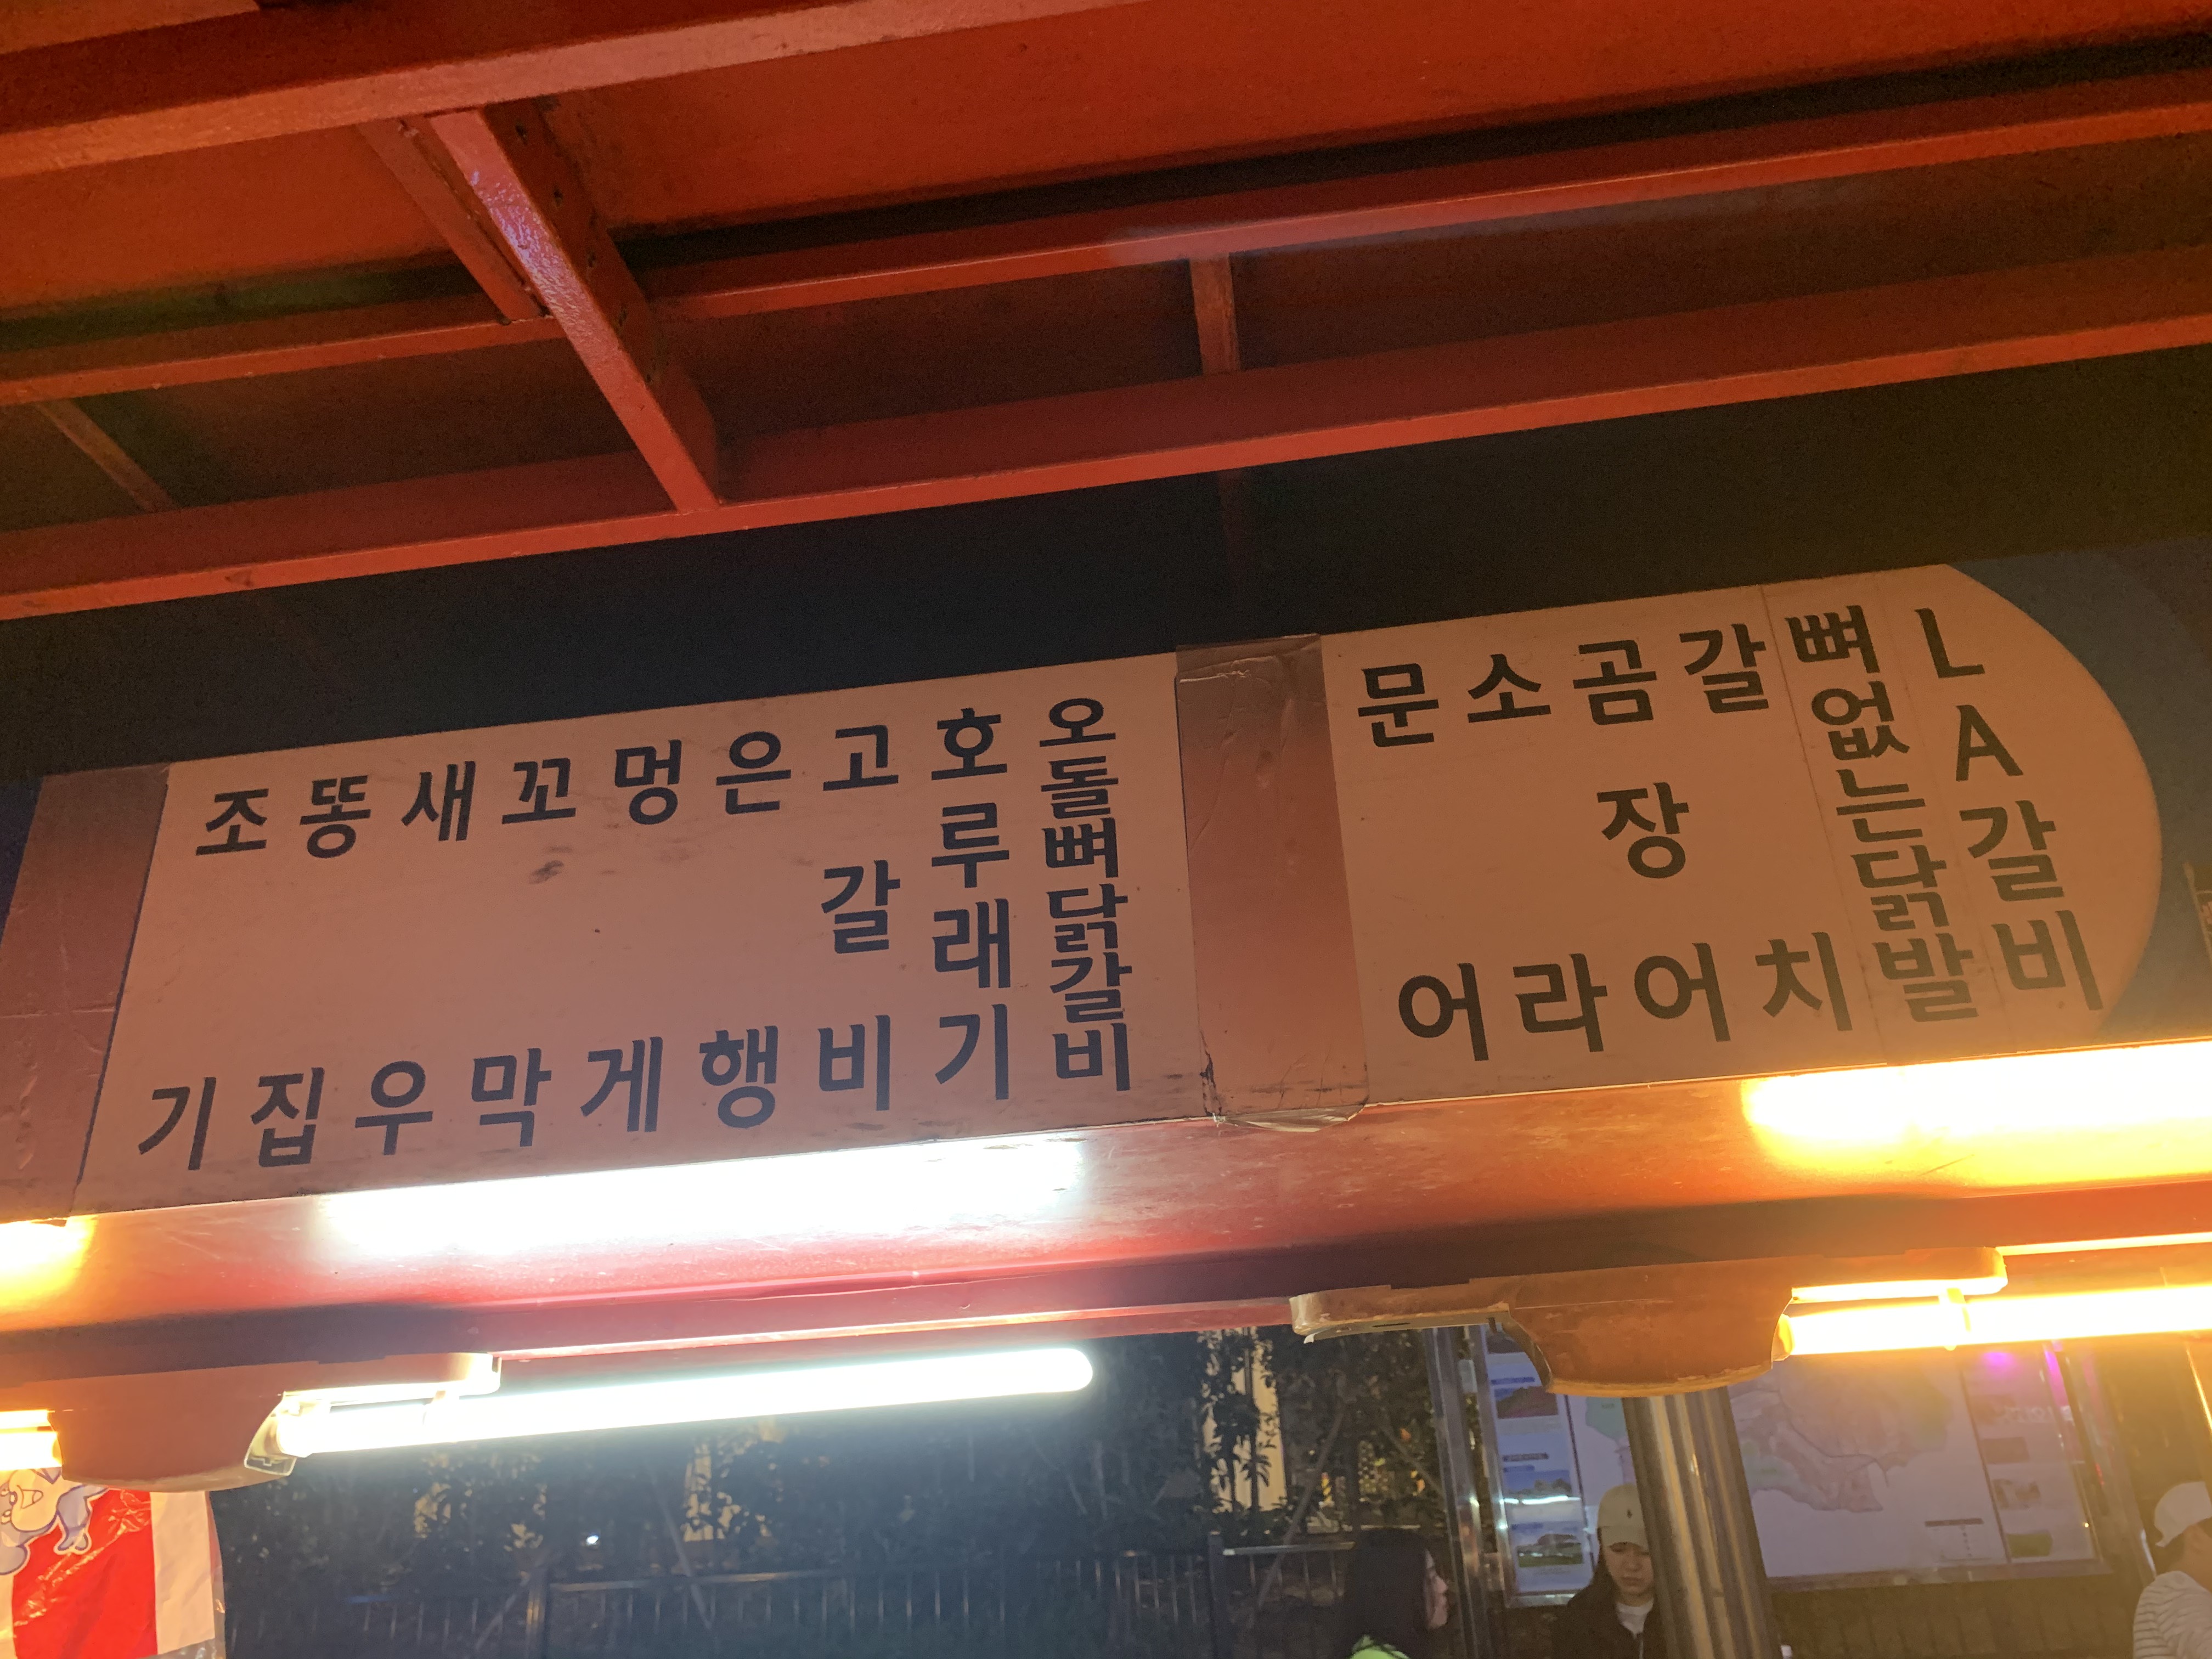 조기
똥집
새우
꼬막
멍게
은행
고갈비
호루래기
오돌뼈닭갈비
문어
소라
곰장어
갈치
뼈없는닭발
LA갈비